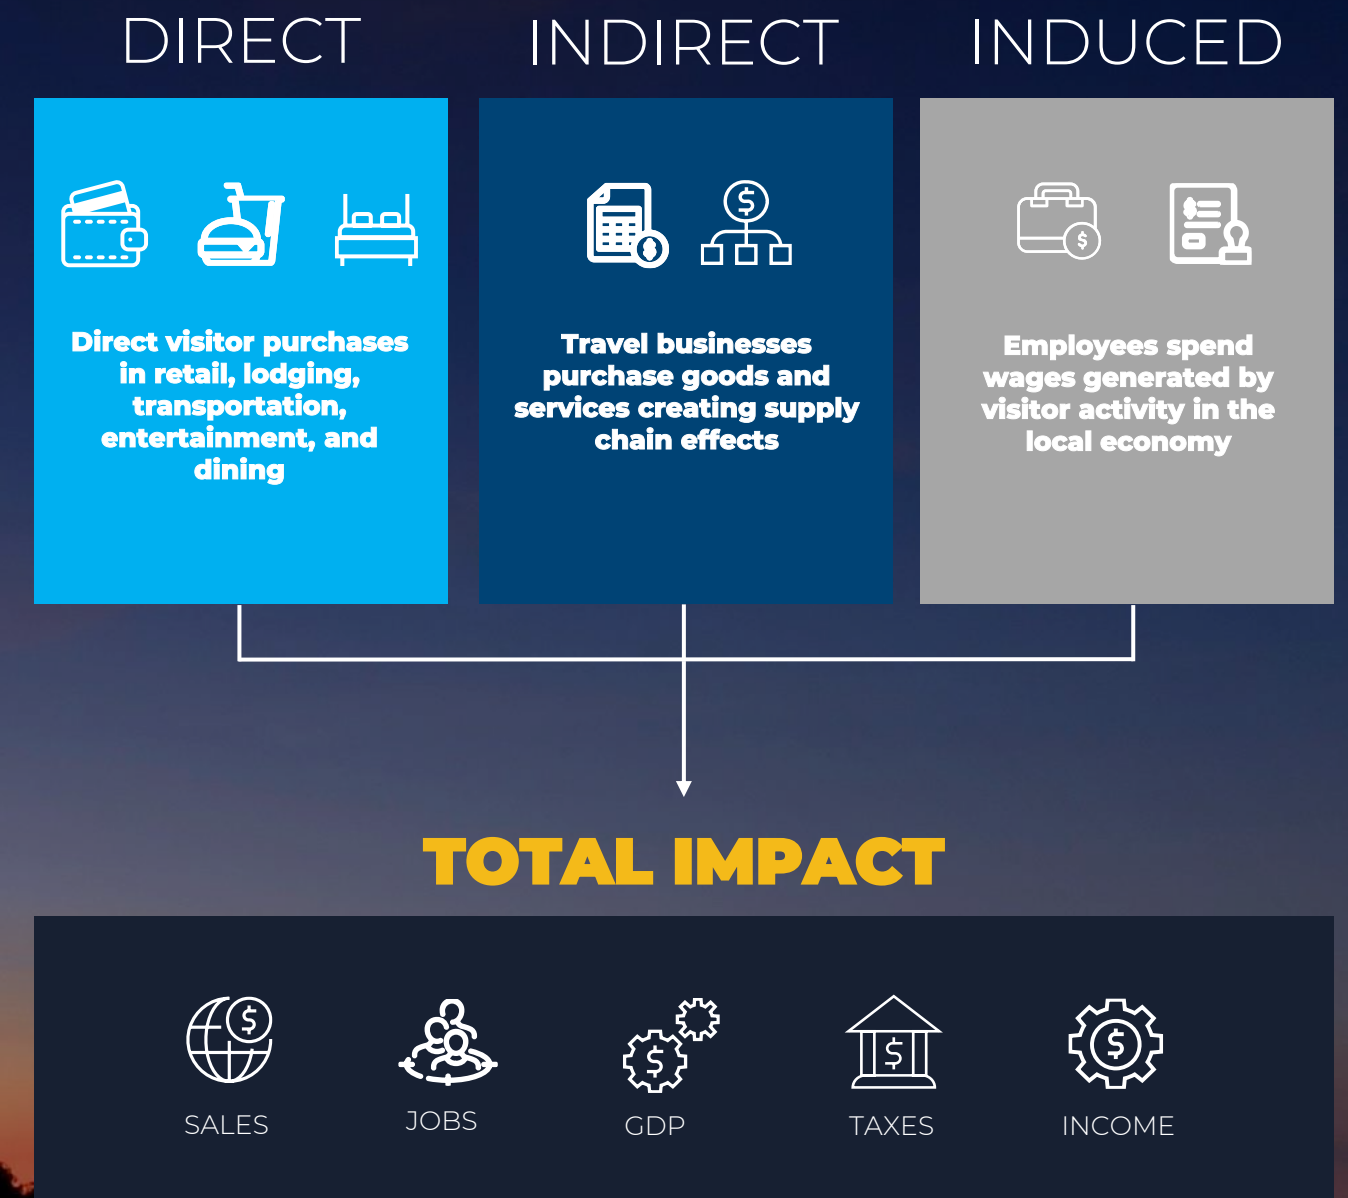 DIRECT
INDIRECT
INDUCED
Direct visitor purchases
in retail, lodging,
transportation,
entertainment, and
dining
Travel businesses
purchase goods and
services creating supply
chain effects
Employees spend
wages generated by
visitor activity in the
local economy
TOTAL IMPACT
SALES
JOBS
GDP
TAXES
INCOME